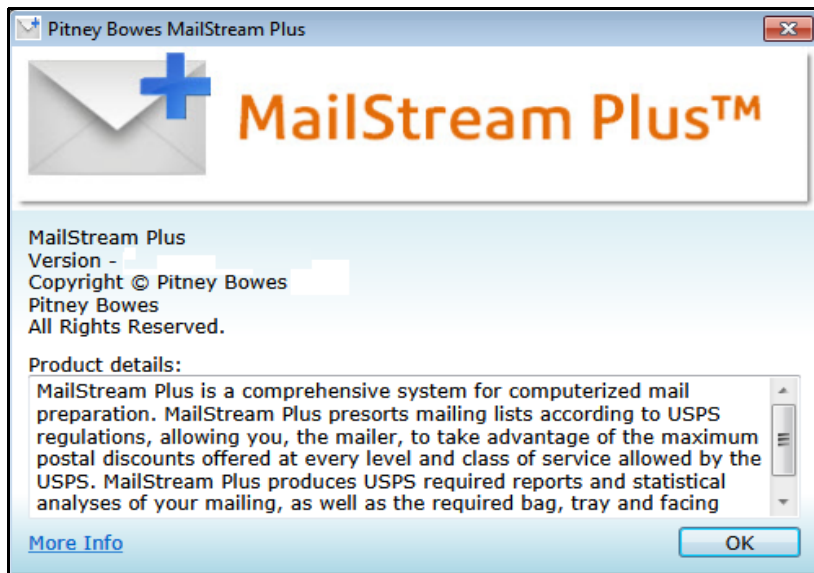 Pitney Bowes MailStream Plus
MailStream Plus™
MailStream Plus
Version -
Copyright © Pitney Bowes
Pitney Bowes
All Rights Reserved.
Product details:
MailStream Plus is a comprehensive system for computerized mail
preparation. MailStream Plus presorts mailing lists according to USPS
regulations, allowing you, the mailer, to take advantage of the maximum
postal discounts offered at every level and class of service allowed by the
USPS. MailStream Plus produces USPS required reports and statistical
analyses of your mailing, as well as the required bag, tray and facing
More Info
OK